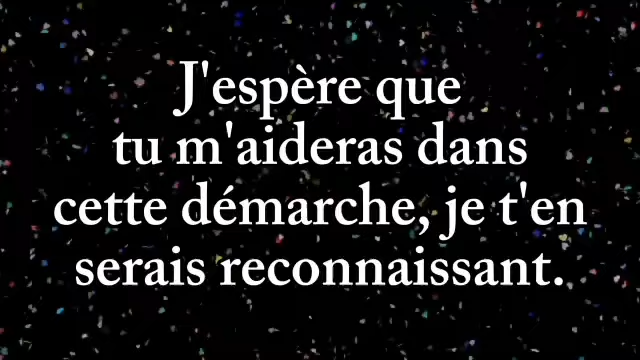 J'espère que
tu m'aideras dans
cette démarche, je t'en
serais reconnaissant.